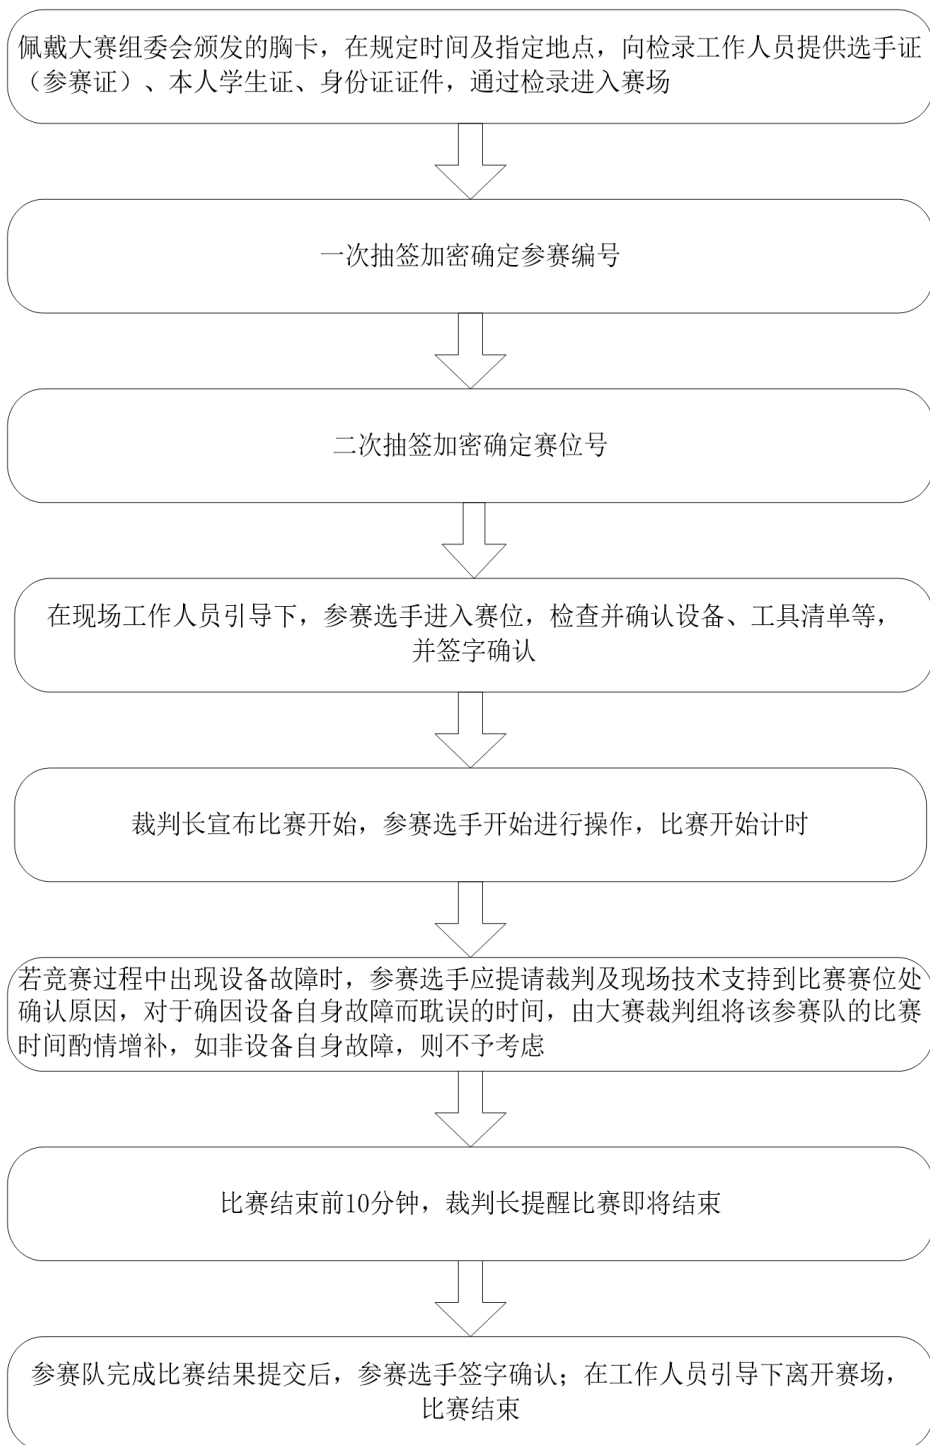 佩戴大赛组委会颁发的胸卡，在规定时间及指定地点，向检录工作人员提供选手证
（参赛证）、本人学生证、身份证证件，通过检录进入赛场
一次抽签加密确定参赛编号
二次抽签加密确定赛位号
在现场工作人员引导下，参赛选手进入赛位，检查并确认设备、工具清单等，
并签字确认
裁判长宣布比赛开始，参赛选手开始进行操作，比赛开始计时
若竞赛过程中出现设备故障时，参赛选手应提请裁判及现场技术支持到比赛赛位处
确认原因，对于确因设备自身故障而耽误的时间，由大赛裁判组将该参赛队的比赛
时间酌情增补，如非设备自身故障，则不予考虑
比赛结束前10分钟，裁判长提醒比赛即将结束
参赛队完成比赛结果提交后，参赛选手签字确认；在工作人员引导下离开赛场，
比赛结束